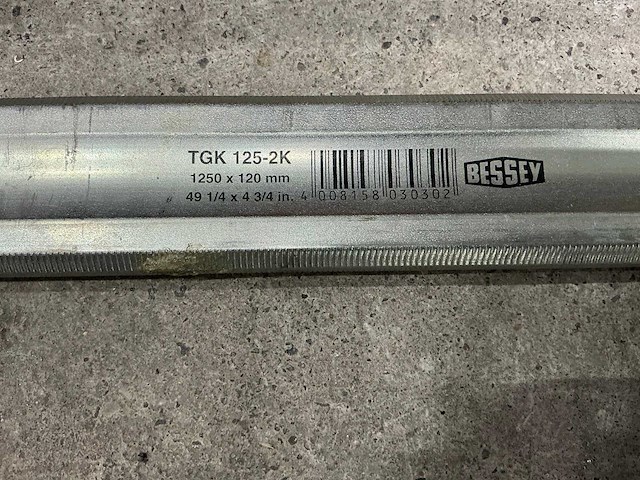 TGK 125-2K
1250 x 120 mm
49 1/4 x 4 3/4 in.
4 008158 030302
BESSEY